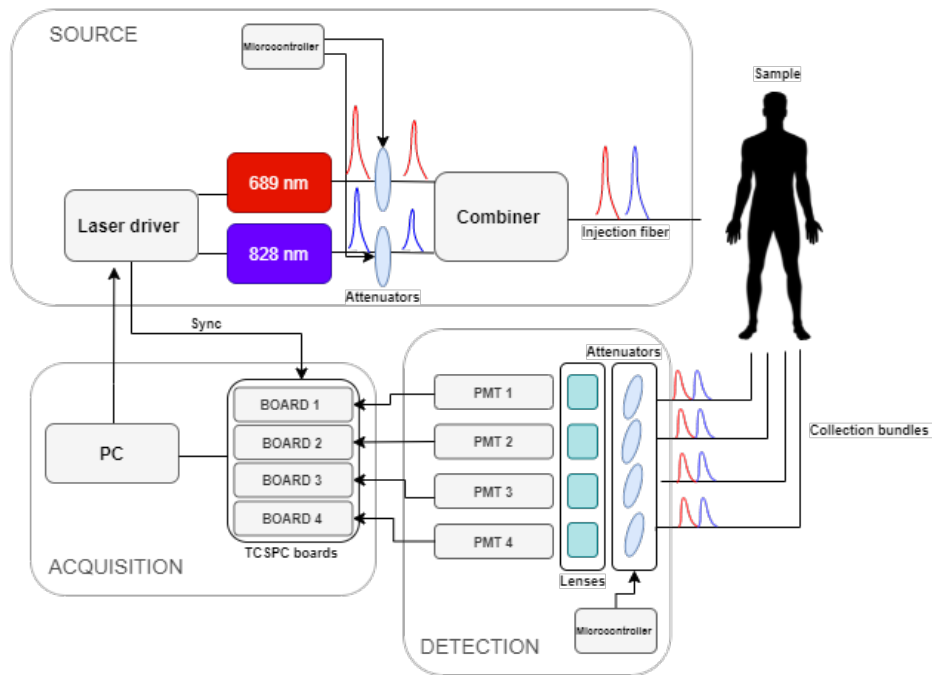 SOURCE
Microcontroller
Sample
689 nm
Laser driver
Combiner
828 nm
Injection fiber
Attenuators
Sync
Attenuators
BOARD 1
PMT 1
BOARD 2
PMT 2
Collection bundles
PC
BOARD 3
PMT 3
BOARD 4
PMT 4
TCSPC boards
ACQUISITION
Lenses
Microcontroller
DETECTION